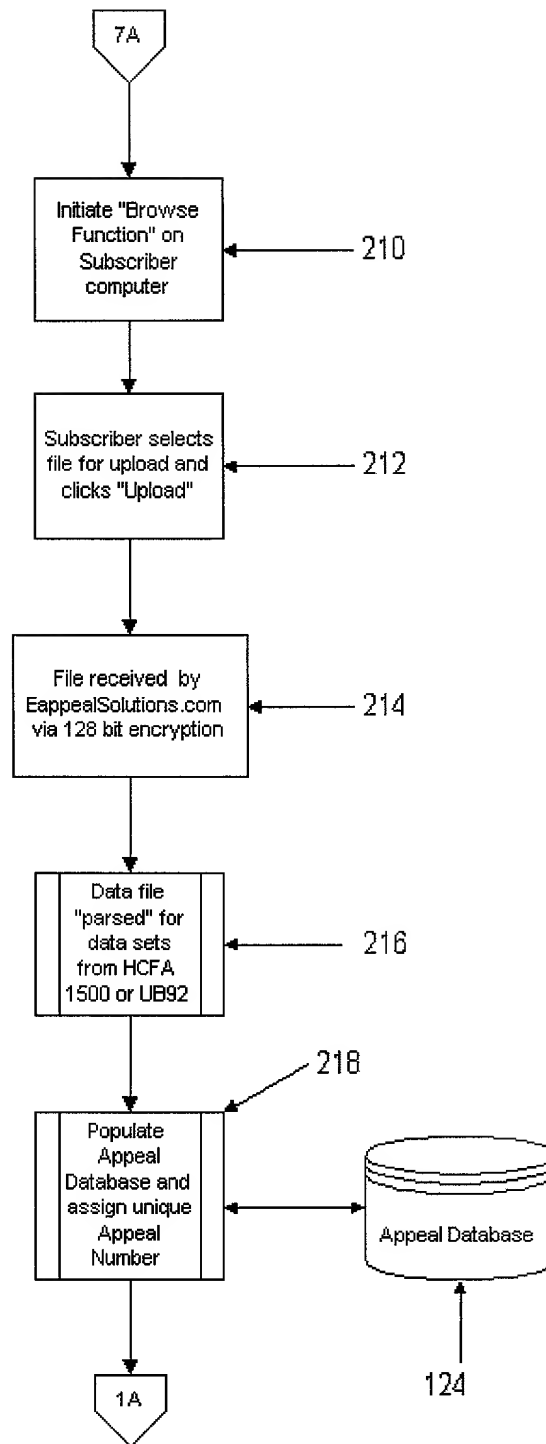 7A
Initiate "Browse
Function" on
Subscriber
computer
210
Subscriber selects
file for upload and
clicks "Upload"
212
File received by
EappealSolutions.com
via 128 bit encryption
214
Data file
"parsed" for
data sets
from HCFA
1500 or UB92
216
218
Populate
Appeal
Database and
assign unique
Appeal
Number
Appeal Database
124
1A